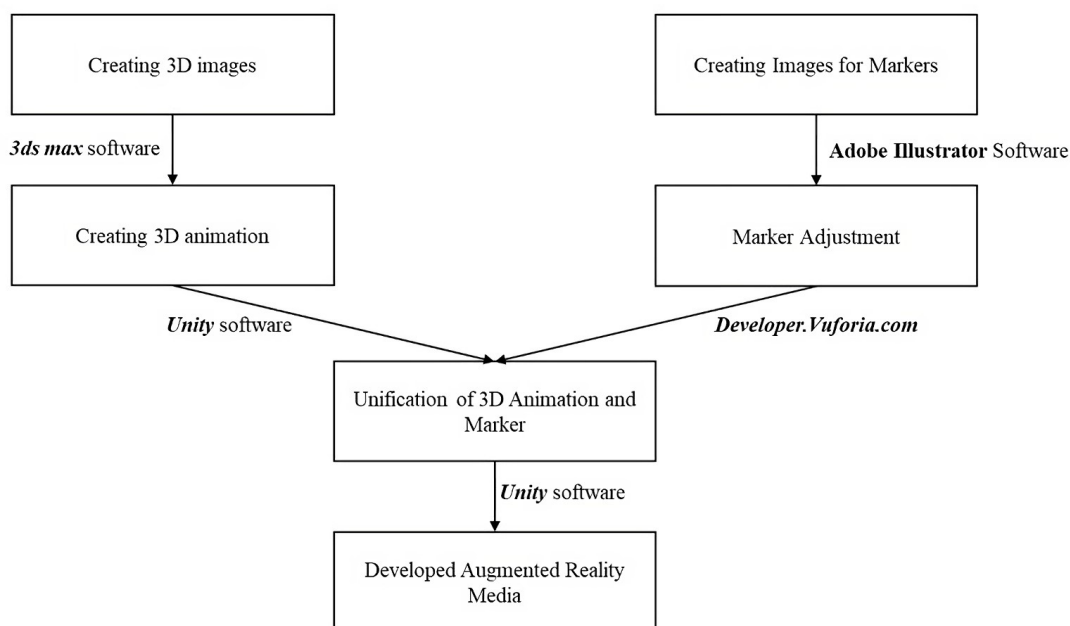 Creating 3D images
Creating Images for Markers
3ds max software
Adobe Illustrator Software
Creating 3D animation
Marker Adjustment
Unity software
Developer.Vuforia.com
Unification of 3D Animation and
Marker
Unity software
Developed Augmented Reality
Media